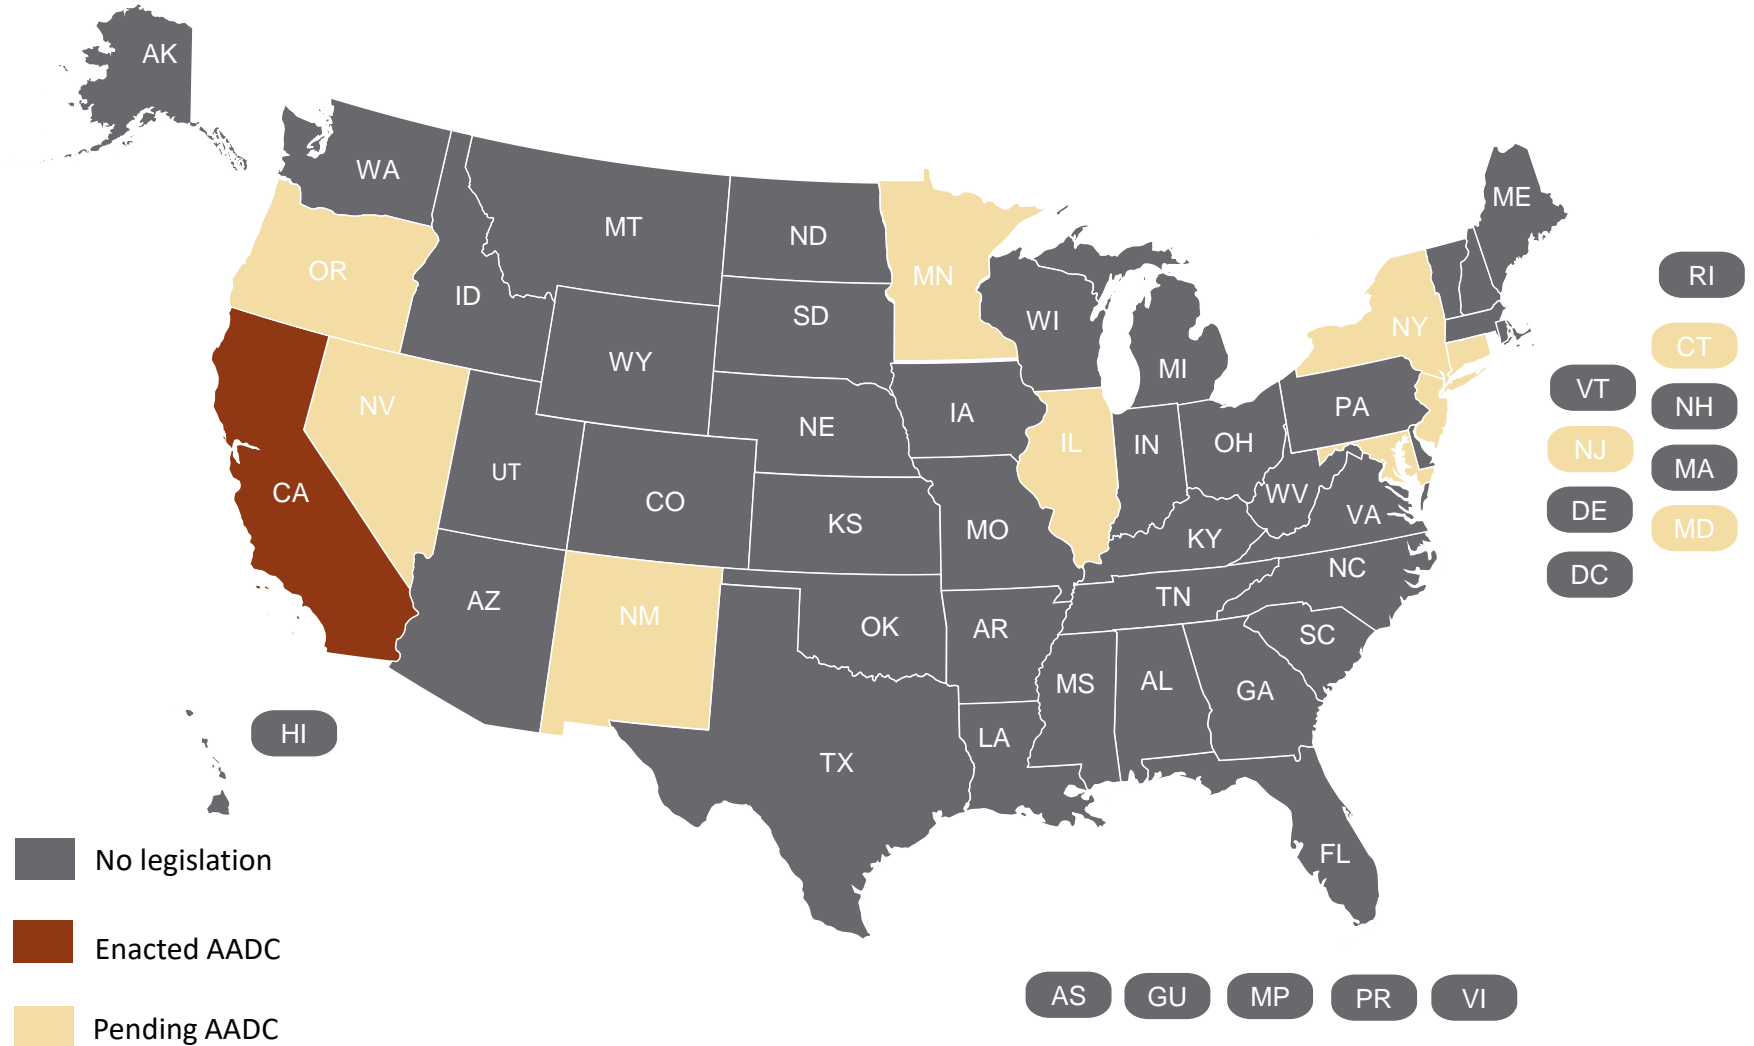 AK
WA
ME
MT
ND
OR
MN
RI
ID
SD
WI
NY
CT
WY
MI
VT
NV
IA
PA
NH
NE
IN
OH
IL
NJ
UT
MA
CA
WV
CO
DE
KS
VA
MO
MD
KY
NC
DC
AZ
TN
NM
OK
AR
SC
MS
AL
GA
HI
LA
TX
FL
No legislation
Enacted AADC
AS
GU
MP
PR
VI
Pending AADC